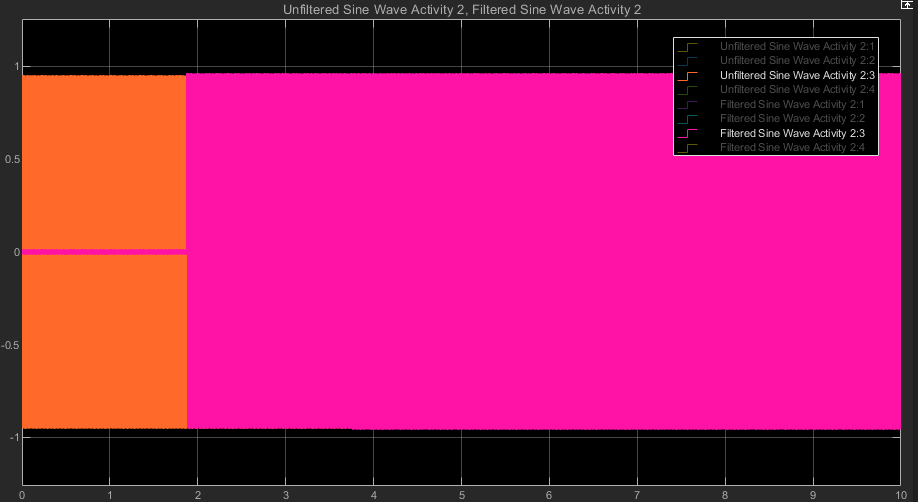 Unfiltered Sine Wave Activity 2, Filtered Sine Wave Activity 2
Unfiltered Sine Wave Activity 2:1
Unfiltered Sine Wave Activity 2:2
Unfiltered Sine Wave Activity 2:3
Unfiltered Sine Wave Activity 2:4
Filtered Sine Wave Activity 2:1
Filtered Sine Wave Activity 2:2
Filtered Sine Wave Activity 2:3
Filtered Sine Wave Activity 2:4
1
0.5
0
-0.5
-1
0 1 2 3 4 5 6 7 8 9 10